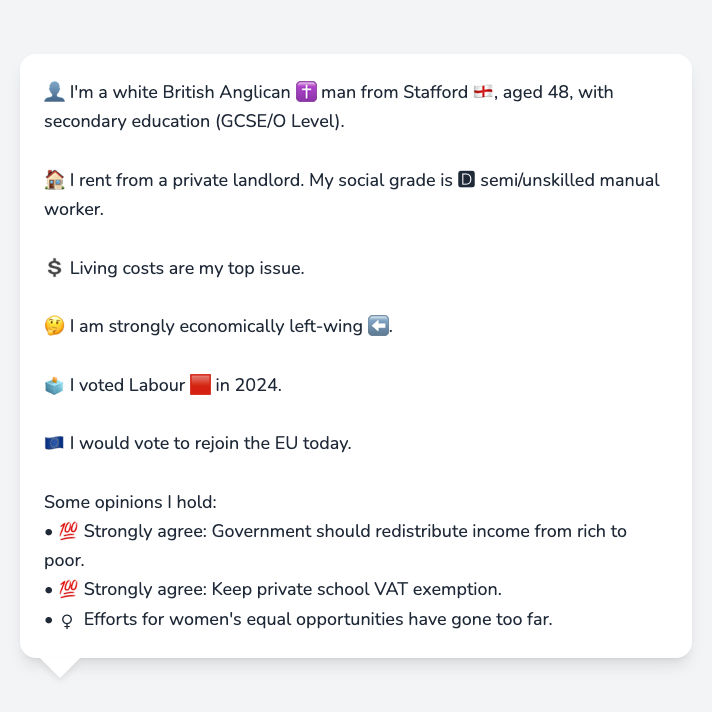 👤 I'm a white British Anglican ✝️ man from Stafford 🏴󠁧󠁢󠁥󠁮󠁧󠁿, aged 48, with
secondary education (GCSE/O Level).
🏠 I rent from a private landlord. My social grade is 🅳 semi/unskilled manual
worker.
💲 Living costs are my top issue.
🤔 I am strongly economically left-wing ⬅️.
🗳️ I voted Labour 🟥 in 2024.
🇪🇺 I would vote to rejoin the EU today.
Some opinions I hold:
• 💯 Strongly agree: Government should redistribute income from rich to
poor.
• 💯 Strongly agree: Keep private school VAT exemption.
• ♀ Efforts for women's equal opportunities have gone too far.